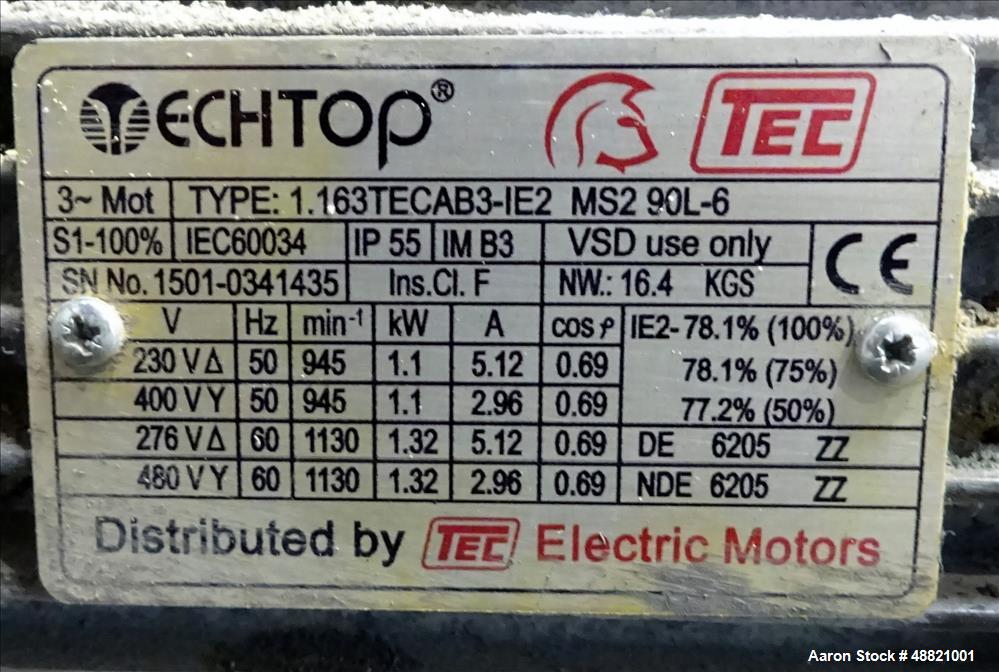 TECHTOP® TEC
3~ Mot TYPE: 1.163TECAB3-IE2 MS2 90L-6
S1-100% IEC60034 IP 55 IM B3 VSD use only CE
SN No. 1501-0341435 Ins.Cl. F NW.: 16.4 KGS
V Hz min-1 kW A cos ρ IE2- 78.1% (100%)
230 V Δ 50 945 1.1 5.12 0.69 78.1% (75%)
400 V Y 50 945 1.1 2.96 0.69 77.2% (50%)
276 V Δ 60 1130 1.32 5.12 0.69 DE 6205 ZZ
480 V Y 60 1130 1.32 2.96 0.69 NDE 6205 ZZ
Distributed by TEC Electric Motors
Aaron Stock # 48821001